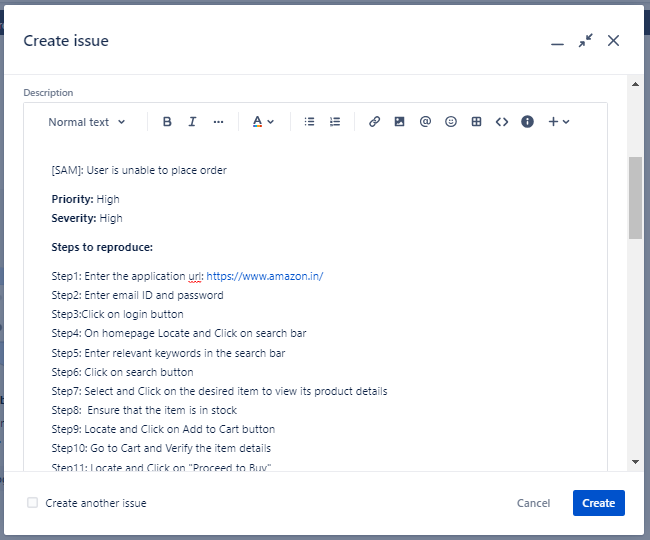 Create issue
Description
Normal text
B I ... A @
[SAM]: User is unable to place order
Priority: High
Severity: High
Steps to reproduce:
Step1: Enter the application url: https://www.amazon.in/
Step2: Enter email ID and password
Step3:Click on login button
Step4: On homepage Locate and Click on search bar
Step5: Enter relevant keywords in the search bar
Step6: Click on search button
Step7: Select and Click on the desired item to view its product details
Step8:  Ensure that the item is in stock
Step9: Locate and Click on Add to Cart button
Step10: Go to Cart and Verify the item details
Step11: Locate and Click on "Proceed to Buy"
Create another issue
Cancel
Create